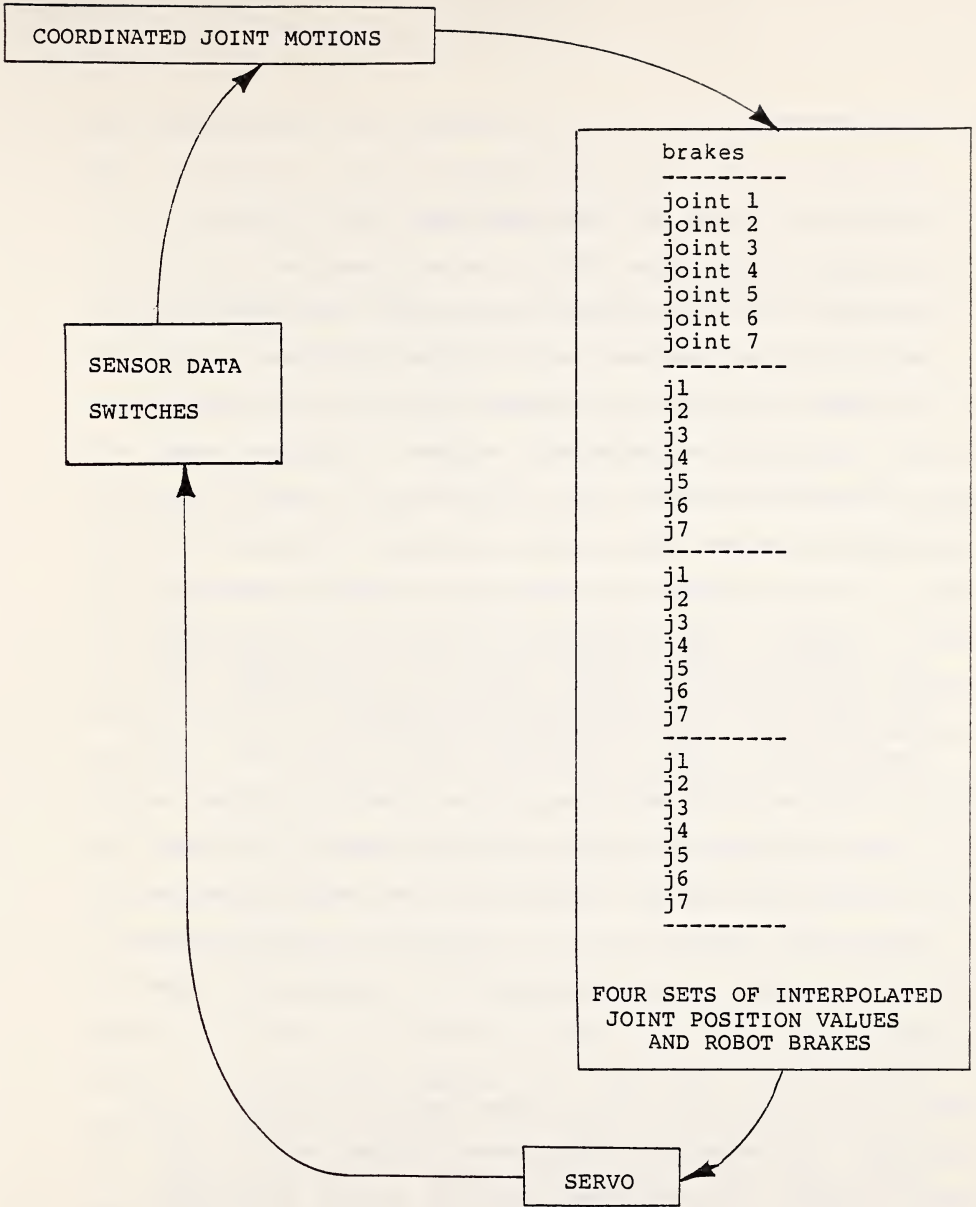 COORDINATED JOINT MOTIONS
brakes
---------
joint 1
joint 2
joint 3
joint 4
joint 5
joint 6
joint 7
---------
j1
j2
j3
j4
j5
j6
j7
---------
j1
j2
j3
j4
j5
j6
j7
---------
j1
j2
j3
j4
j5
j6
j7
---------
FOUR SETS OF INTERPOLATED
JOINT POSITION VALUES
AND ROBOT BRAKES
SENSOR DATA
SWITCHES
SERVO